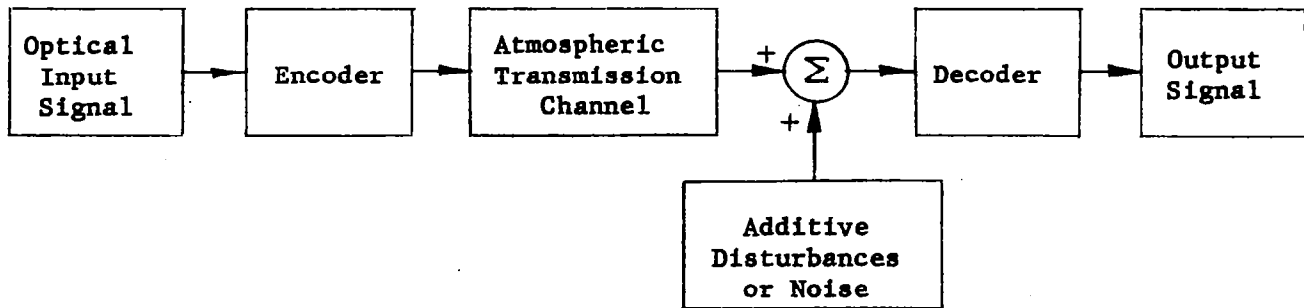 Optical
Input
Signal
Encoder
Atmospheric
Transmission
Channel
+
Σ
+
Decoder
Output
Signal
Additive
Disturbances
or Noise